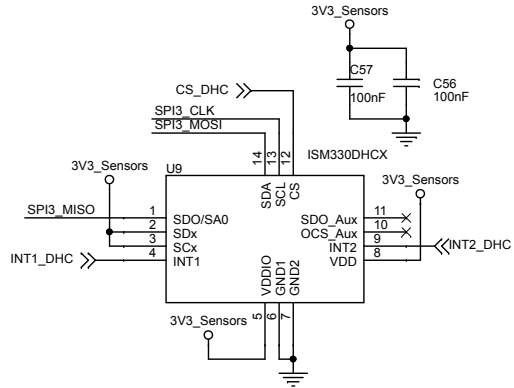 3V3_Sensors
C57
100nF
C56
100nF
CS_DHC
SPI3_CLK
SPI3_MOSI
14
13
12
ISM330DHCX
U9
3V3_Sensors
3V3_Sensors
SDA
SCL
CS
SPI3_MISO
1
SDO/SA0
SDO_Aux
11
2
SDx
OCS_Aux
10
3
SCx
INT2
9
INT2_DHC
INT1_DHC
4
INT1
VDD
8
VDDIO
GND1
GND2
3V3_Sensors
5
6
7